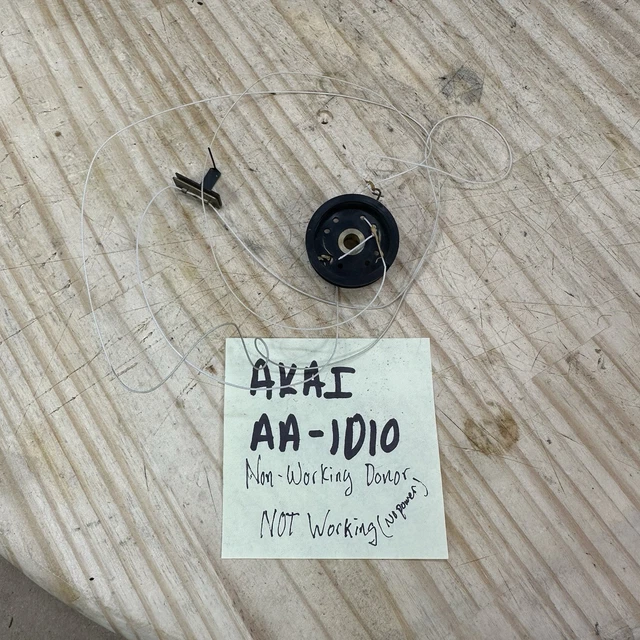 AKAI
AA-1010
Non-Working Donor
NOT Working (No power)